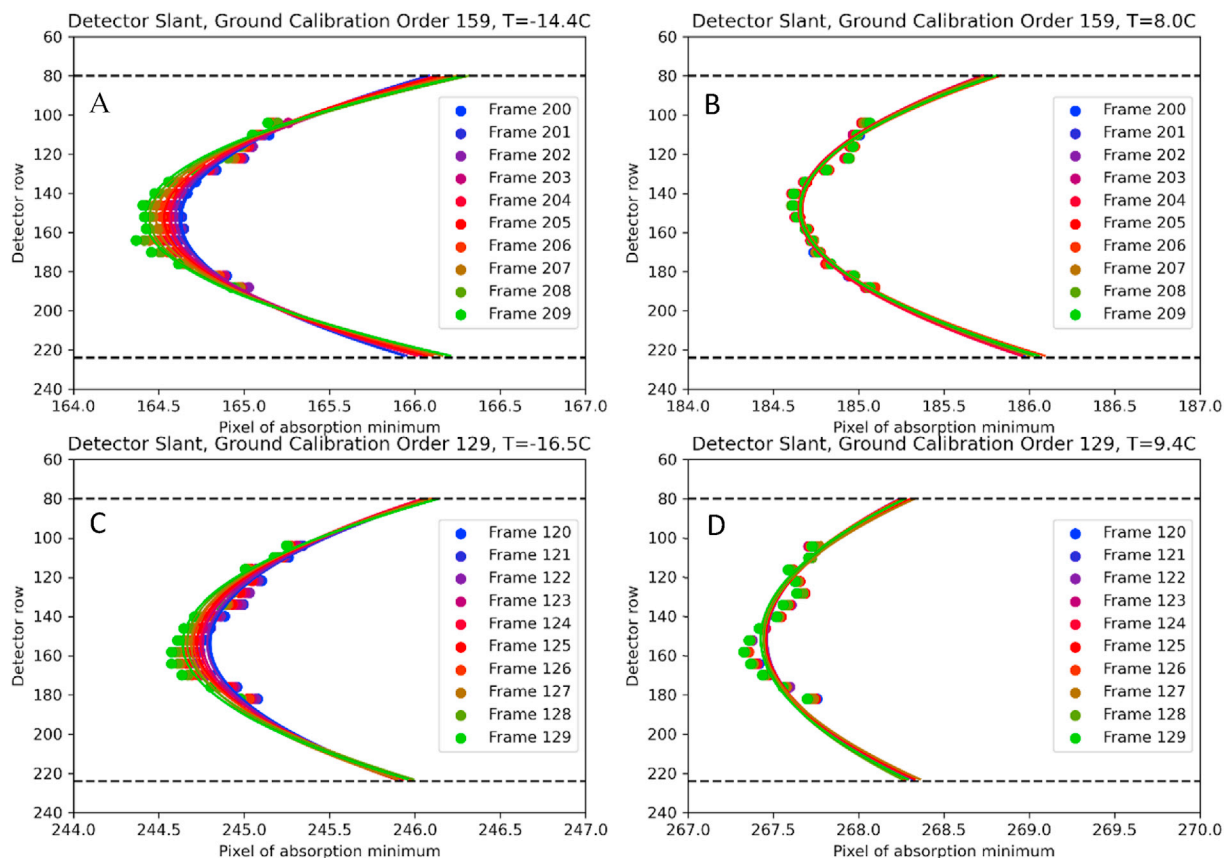 Detector Slant, Ground Calibration Order 159, T=-14.4C
60
80
100
120
140
160
180
200
220
240
Detector row
A
Frame 200
Frame 201
Frame 202
Frame 203
Frame 204
Frame 205
Frame 206
Frame 207
Frame 208
Frame 209
164.0 164.5 165.0 165.5 166.0 166.5 167.0
Pixel of absorption minimum
Detector Slant, Ground Calibration Order 159, T=8.0C
60
80
100
120
140
160
180
200
220
240
Detector row
B
Frame 200
Frame 201
Frame 202
Frame 203
Frame 204
Frame 205
Frame 206
Frame 207
Frame 208
Frame 209
184.0 184.5 185.0 185.5 186.0 186.5 187.0
Pixel of absorption minimum
Detector Slant, Ground Calibration Order 129, T=-16.5C
60
80
100
120
140
160
180
200
220
240
Detector row
C
Frame 120
Frame 121
Frame 122
Frame 123
Frame 124
Frame 125
Frame 126
Frame 127
Frame 128
Frame 129
244.0 244.5 245.0 245.5 246.0 246.5 247.0
Pixel of absorption minimum
Detector Slant, Ground Calibration Order 129, T=9.4C
60
80
100
120
140
160
180
200
220
240
Detector row
D
Frame 120
Frame 121
Frame 122
Frame 123
Frame 124
Frame 125
Frame 126
Frame 127
Frame 128
Frame 129
267.0 267.5 268.0 268.5 269.0 269.5 270.0
Pixel of absorption minimum